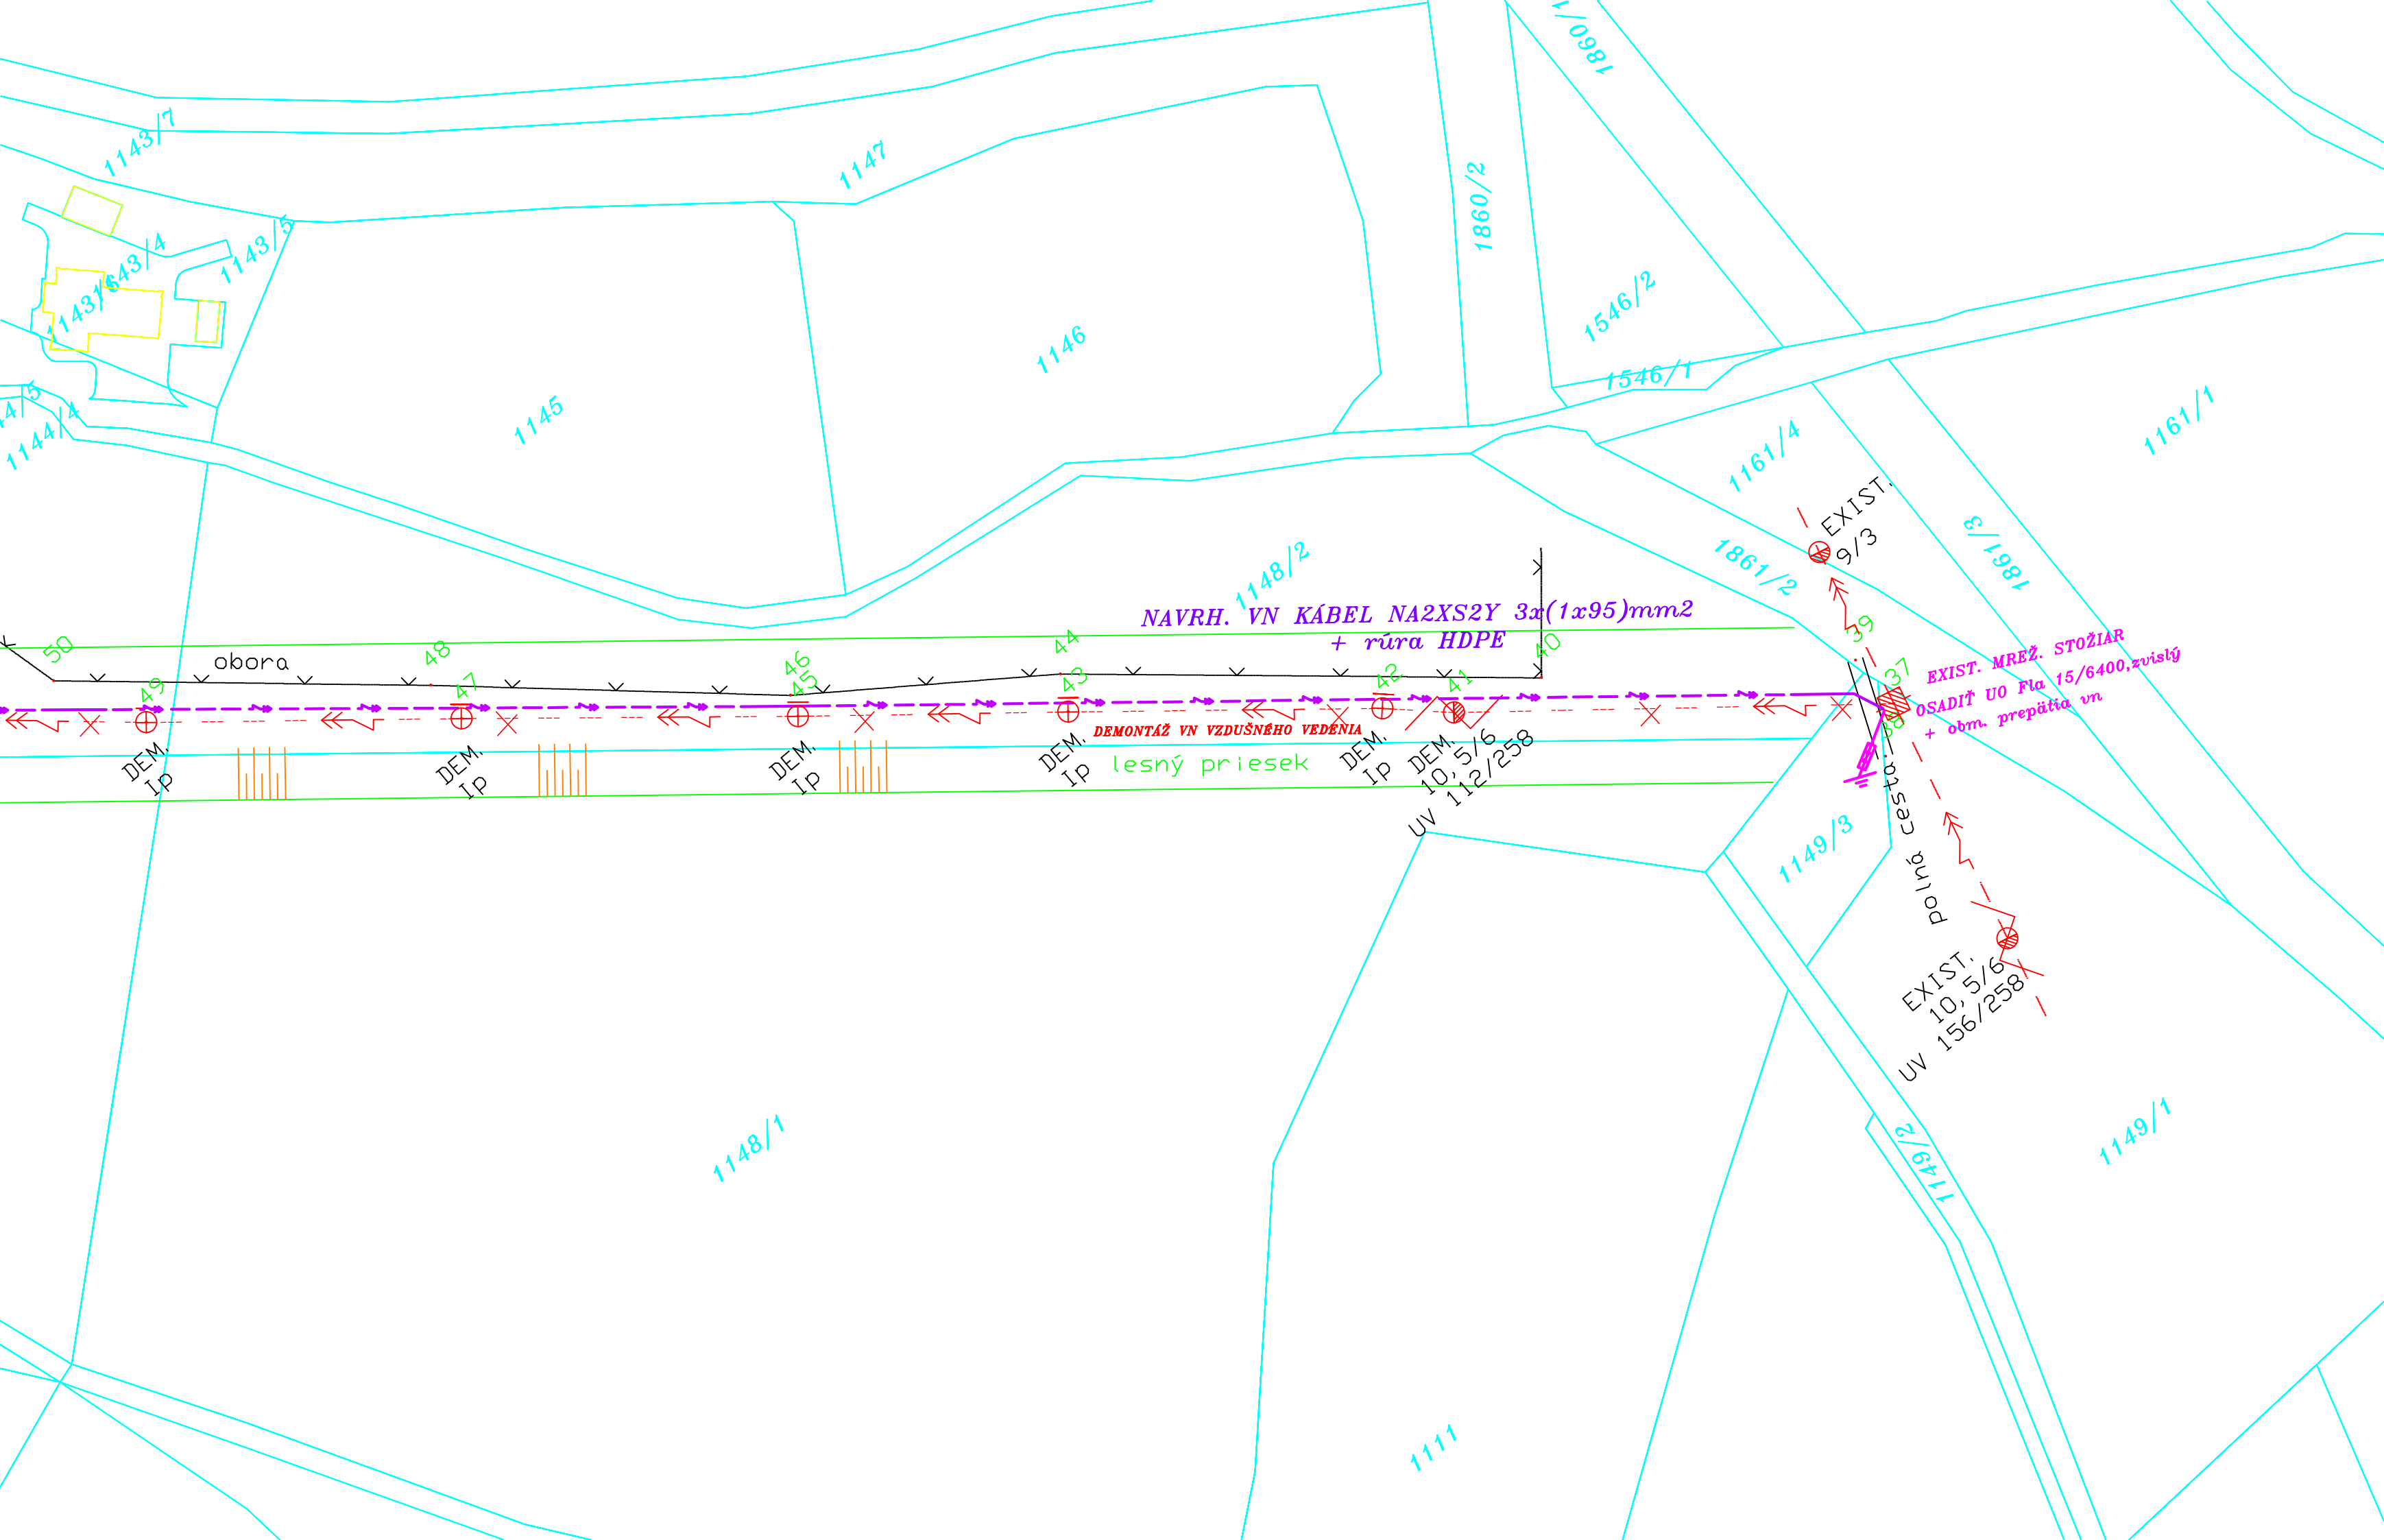 1860/1
1143/7
1147
1860/2
1143/5
1143/4
1143/6
1546/2
1146
1546/1
1145
1144/4
1161/1
1161/4
EXIST.
9/3
1861/3
1861/2
1148/2
NAVRH. VN KÁBEL NA2XS2Y 3x(1x95)mm2
+ rúra HDPE
50
obora
48
46
44
40
39
49
47
45
43
42
41
37
38
EXIST. MREŽ. STOŽIAR
OSADIŤ UO Fla 15/6400,zvislý
+ obm. prepätia vn
DEMONTÁŽ VN VZDUŠNÉHO VEDENIA
DEM.
Ip
DEM.
Ip
DEM.
Ip
DEM.
Ip
DEM.
Ip
DEM.
10,5/6
UV 112/258
lesný priesek
poľná cesta
1149/3
EXIST.
10,5/6
UV 156/258
1148/1
1149/2
1149/1
1111